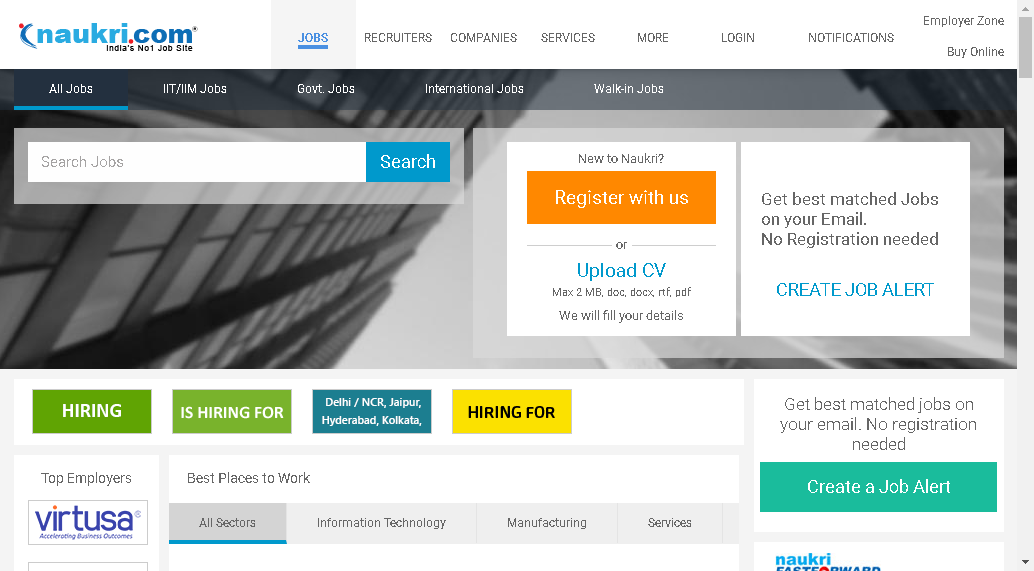 naukri.com
India's No1 Job Site
JOBS
RECRUITERS
COMPANIES
SERVICES
MORE
LOGIN
NOTIFICATIONS
Employer Zone
Buy Online
All Jobs
IIT/IIM Jobs
Govt. Jobs
International Jobs
Walk-in Jobs
Search Jobs
Search
New to Naukri?
Register with us
or
Upload CV
Max 2 MB, doc, docx, rtf, pdf
We will fill your details
Get best matched Jobs
on your Email.
No Registration needed
CREATE JOB ALERT
HIRING
IS HIRING FOR
Delhi / NCR, Jaipur,
Hyderabad, Kolkata,
HIRING FOR
Get best matched jobs on
your email. No registration
needed
Create a Job Alert
Top Employers
virtusa
Accelerating Business Outcomes
Best Places to Work
All Sectors
Information Technology
Manufacturing
Services
naukri
FASTFORWARD